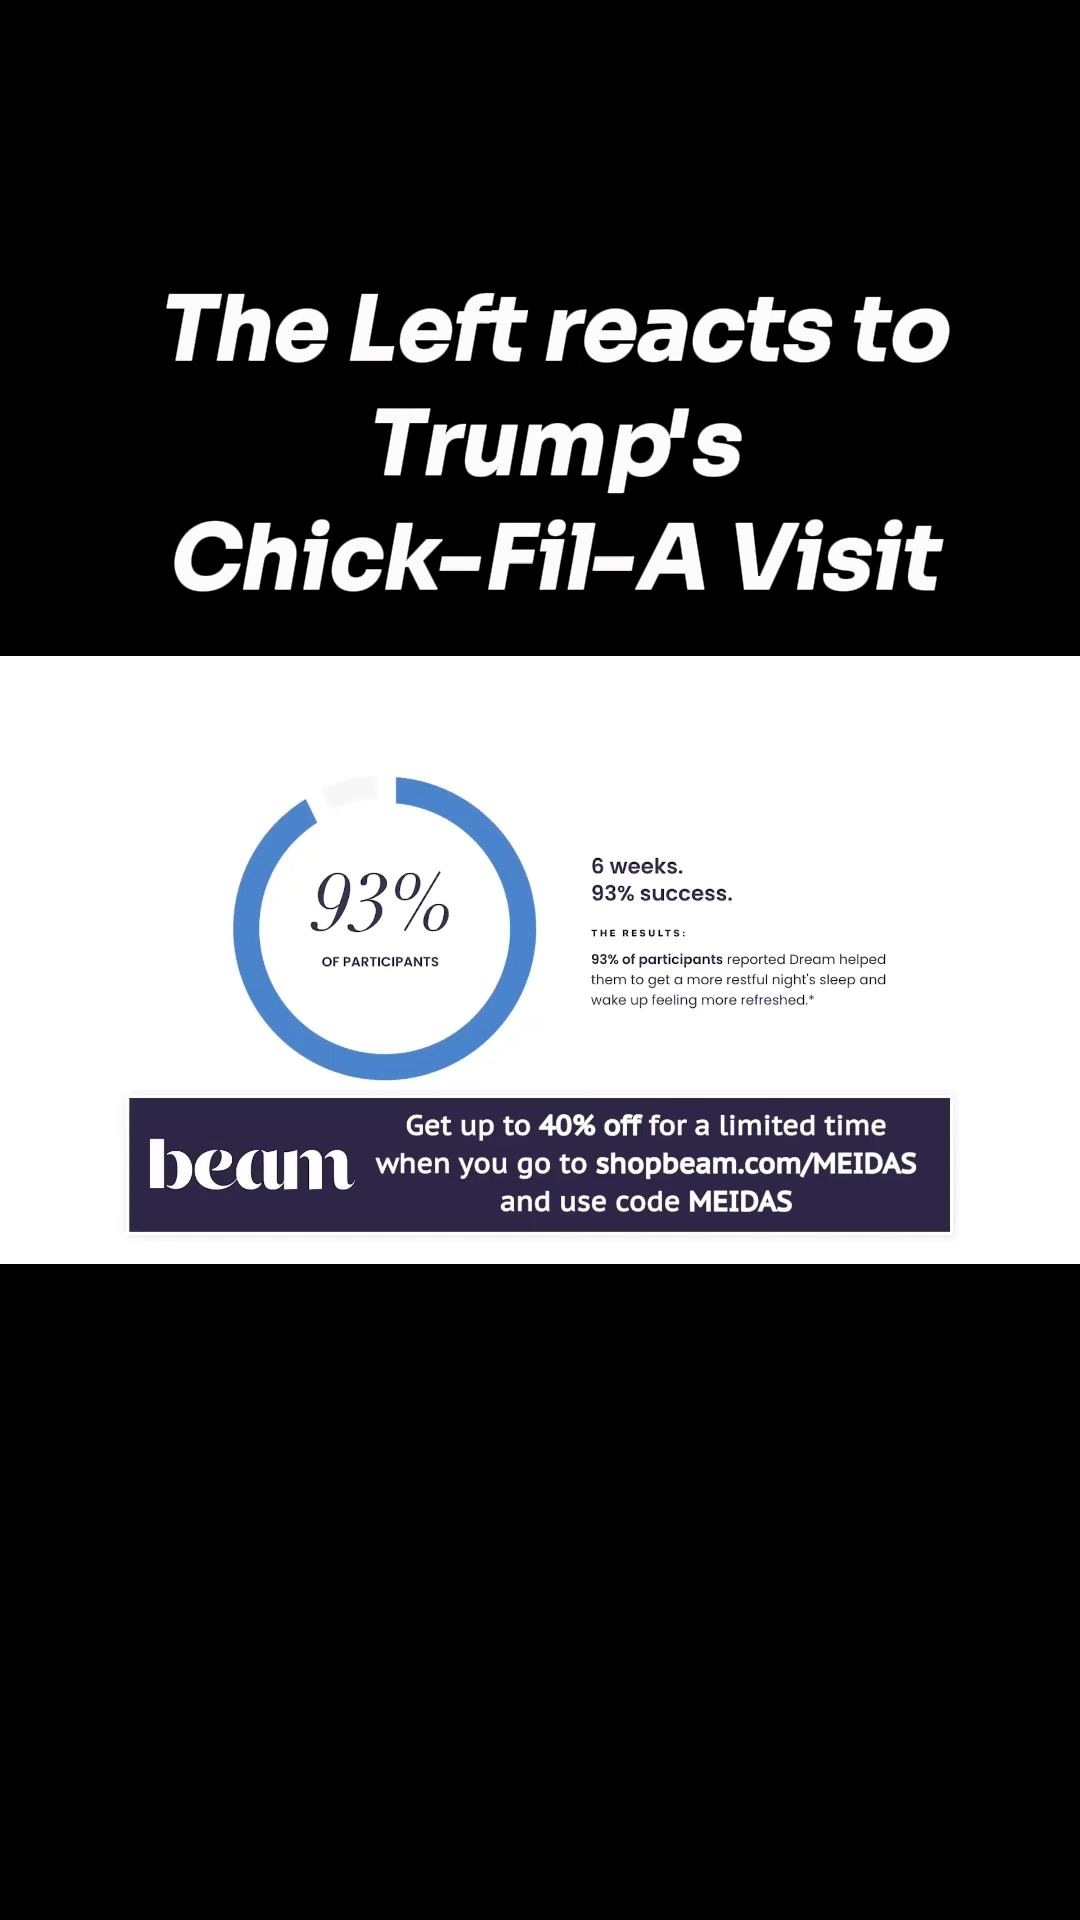 The Left reacts to
Trump's
Chick-Fil-A Visit
93%
OF PARTICIPANTS
6 weeks.
93% success.
THE RESULTS:
93% of participants reported Dream helped
them to get a more restful night's sleep and
wake up feeling more refreshed.*
beam
Get up to 40% off for a limited time
when you go to shopbeam.com/MEIDAS
and use code MEIDAS